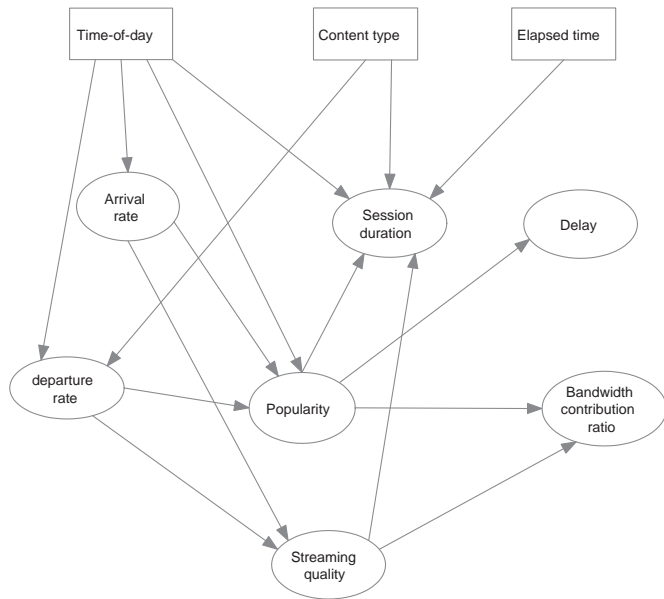 Time-of-day
Content type
Elapsed time
Arrival
rate
Session
duration
Delay
departure
rate
Popularity
Bandwidth
contribution
ratio
Streaming
quality